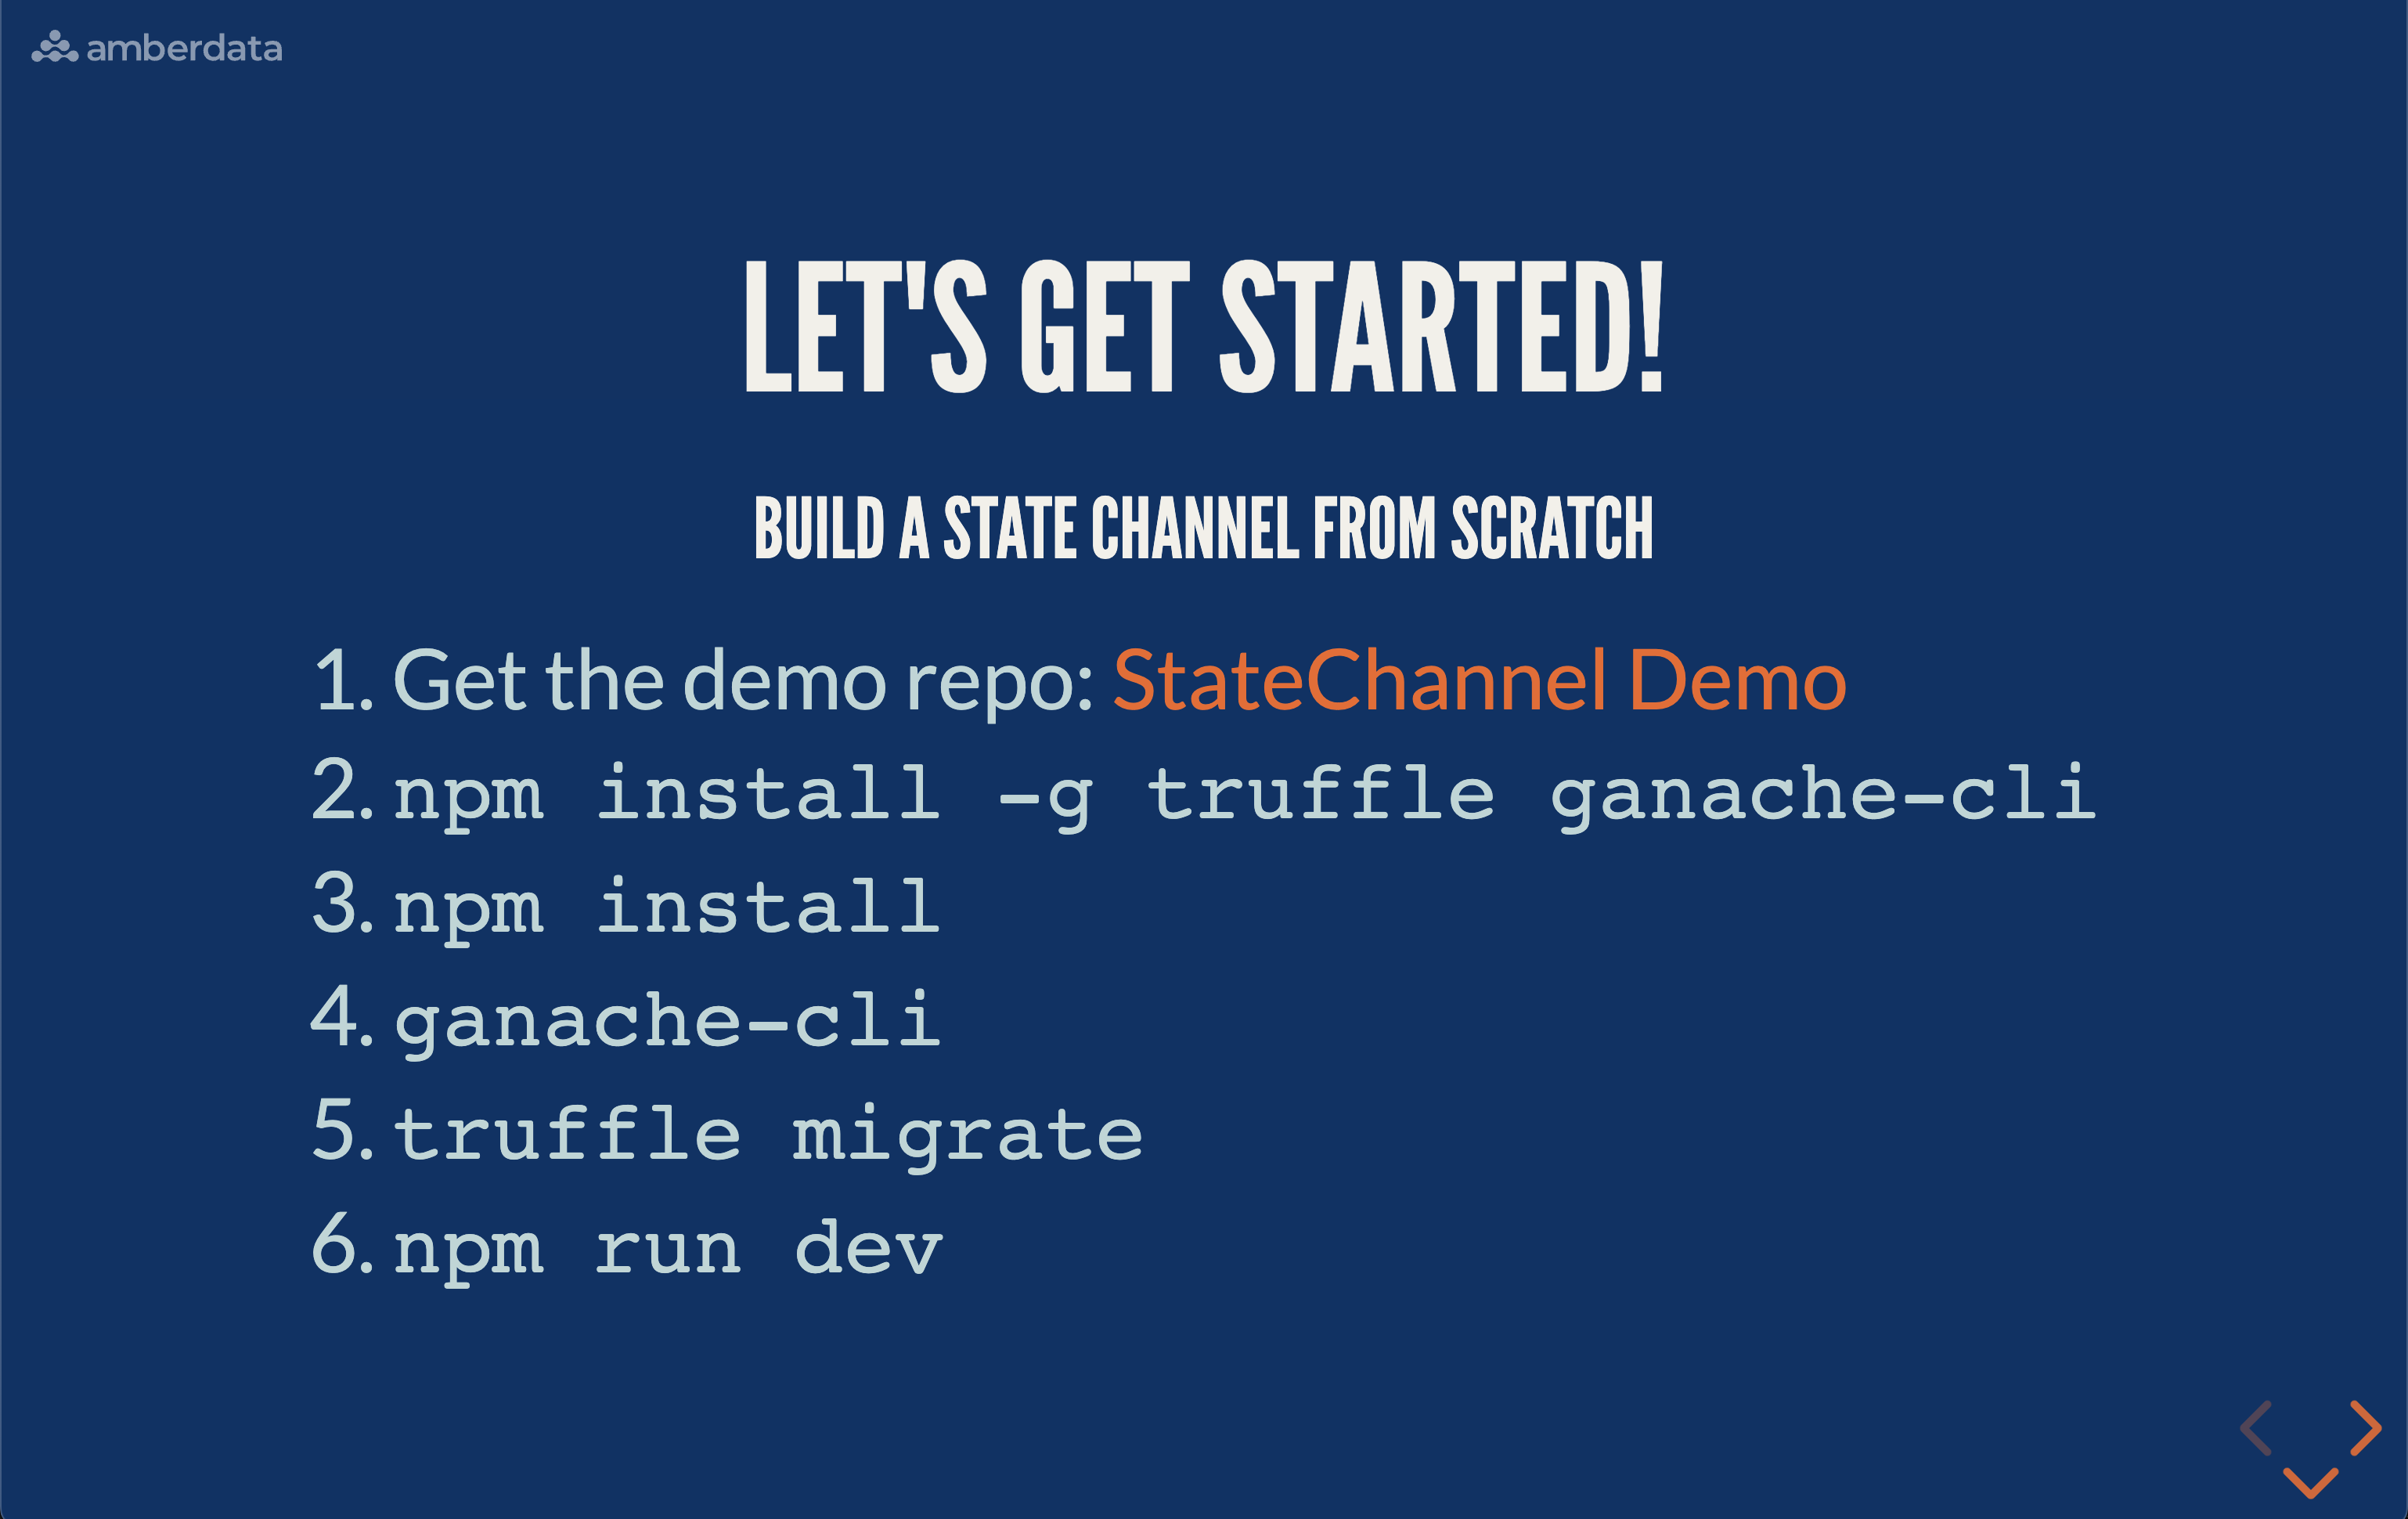 amberdata
LET'S GET STARTED!
BUILD A STATE CHANNEL FROM SCRATCH
1. Get the demo repo: StateChannel Demo
2. npm install -g truffle ganache-cli
3. npm install
4. ganache-cli
5. truffle migrate
6. npm run dev